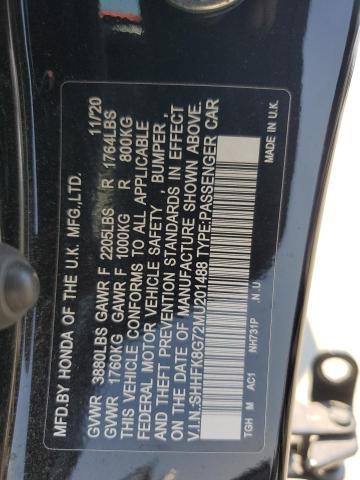 MFD.BY HONDA OF THE U.K. MFG.,LTD. 11/20
GVWR 3880LBS GAWR F 2205LBS R 1764LBS
GVWR 1760KG GAWR F 1000KG R 800KG
THIS VEHICLE CONFORMS TO ALL APPLICABLE
FEDERAL MOTOR VEHICLE SAFETY , BUMPER ,
AND THEFT PREVENTION STANDARDS IN EFFECT
ON THE DATE OF MANUFACTURE SHOWN ABOVE.
V.I.N.:SHHFK8G72MU201488 TYPE:PASSENGER CAR
TGH M AC1 NH731P .N.U MADE IN U.K.